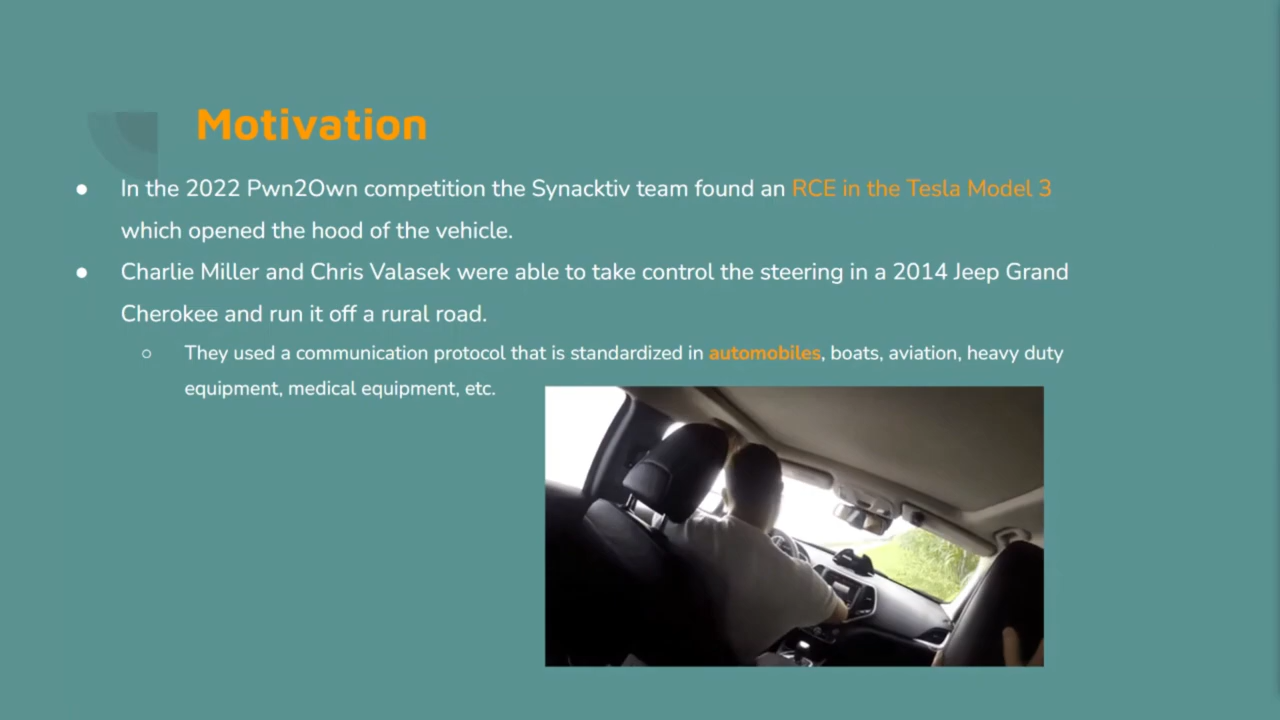 Motivation
● In the 2022 Pwn2Own competition the Synacktiv team found an RCE in the Tesla Model 3
which opened the hood of the vehicle.
● Charlie Miller and Chris Valasek were able to take control the steering in a 2014 Jeep Grand
Cherokee and run it off a rural road.
○ They used a communication protocol that is standardized in automobiles, boats, aviation, heavy duty
equipment, medical equipment, etc.